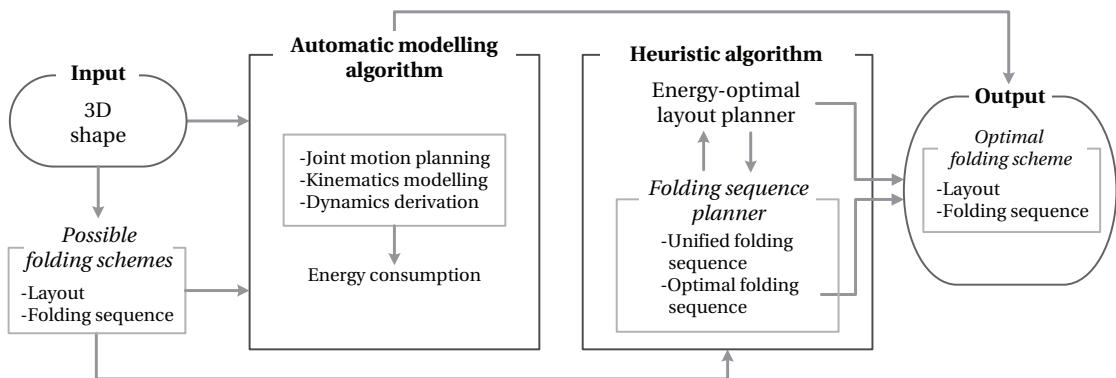 Input
3D
shape
Possible
folding schemes
-Layout
-Folding sequence
Automatic modelling
algorithm
-Joint motion planning
-Kinematics modelling
-Dynamics derivation
Energy consumption
Heuristic algorithm
Energy-optimal
layout planner
Folding sequence
planner
-Unified folding
sequence
-Optimal folding
sequence
Output
Optimal
folding scheme
-Layout
-Folding sequence